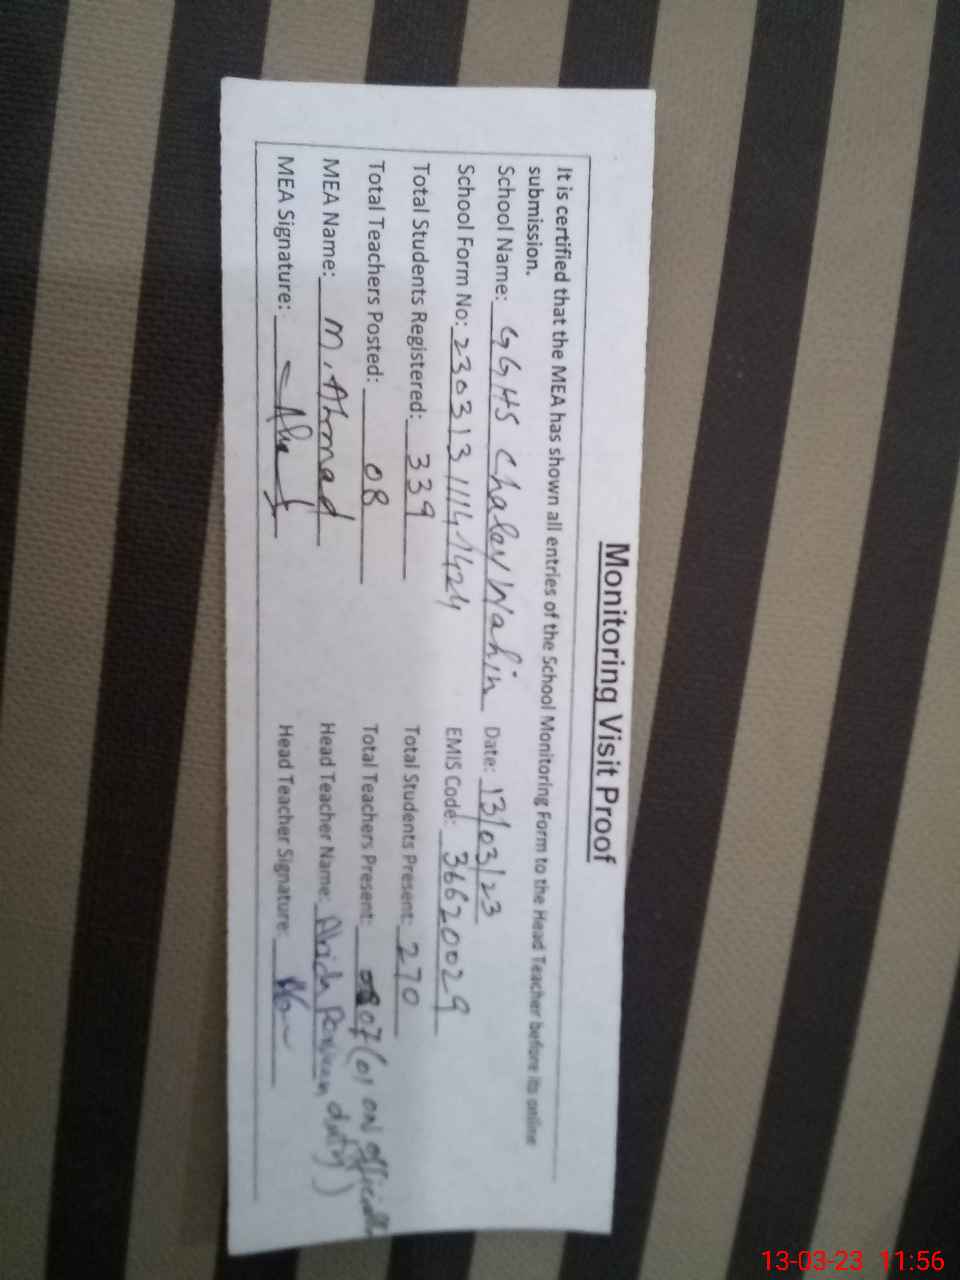 Monitoring Visit Proof
It is certified that the MEA has shown all entries of the School Monitoring Form to the Head Teacher before its online
submission.
School Name: GGHS Chaley Wahin Date: 13/03/23
School Form No: 2303131114 1424 EMIS Code: 36620029
Total Students Registered: 339 Total Students Present: 270
Total Teachers Posted: 08 Total Teachers Present: 07 (01 on official duty)
MEA Name: M. Ahmad Head Teacher Name: Parveen
MEA Signature: Head Teacher Signature:
13-03-23 11:56